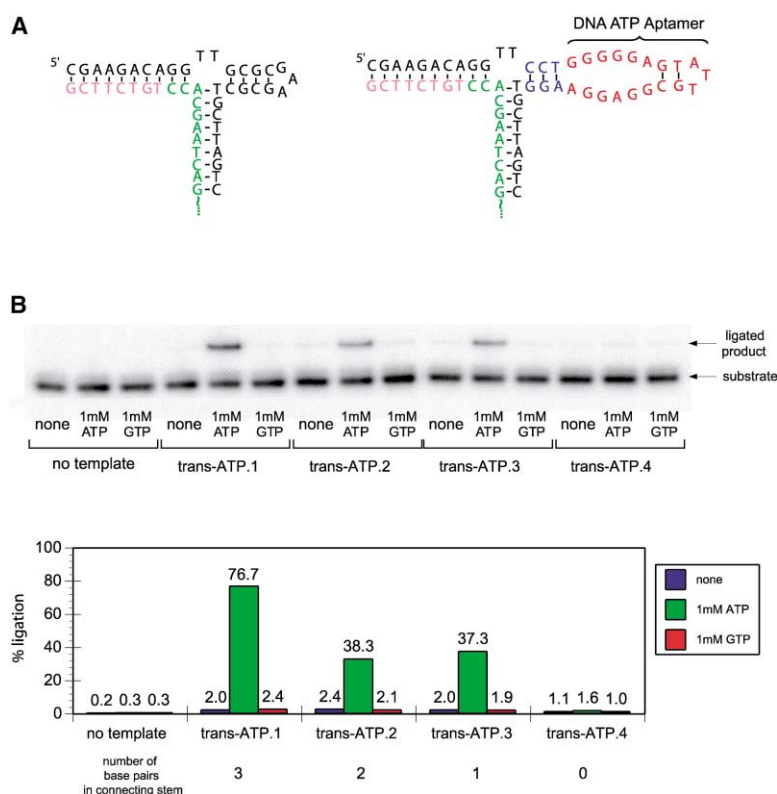 A
DNA ATP Aptamer
5' CGAAGACAGG TT GCGCG A
GCTTCTGTCCA-T CGCGA
C-G
G-C
A-T
A-T
T-A
C-G
A-T
G-C
5' CGAAGACAGG TT CCT GGGGGAGTAT
GCTTCTGTCCA-T GGA AGGAGGCGTT
C-G
G-C
A-T
A-T
T-A
C-G
A-T
G-C
B
ligated product
substrate
none 1mM ATP 1mM GTP none 1mM ATP 1mM GTP none 1mM ATP 1mM GTP none 1mM ATP 1mM GTP none 1mM ATP 1mM GTP
no template trans-ATP.1 trans-ATP.2 trans-ATP.3 trans-ATP.4
% ligation
100
80
60
40
20
0
0.2 0.3 0.3 2.0 76.7 2.4 2.4 38.3 2.1 2.0 37.3 1.9 1.1 1.6 1.0
none
1mM ATP
1mM GTP
no template trans-ATP.1 trans-ATP.2 trans-ATP.3 trans-ATP.4
number of
base pairs
in connecting stem
3 2 1 0